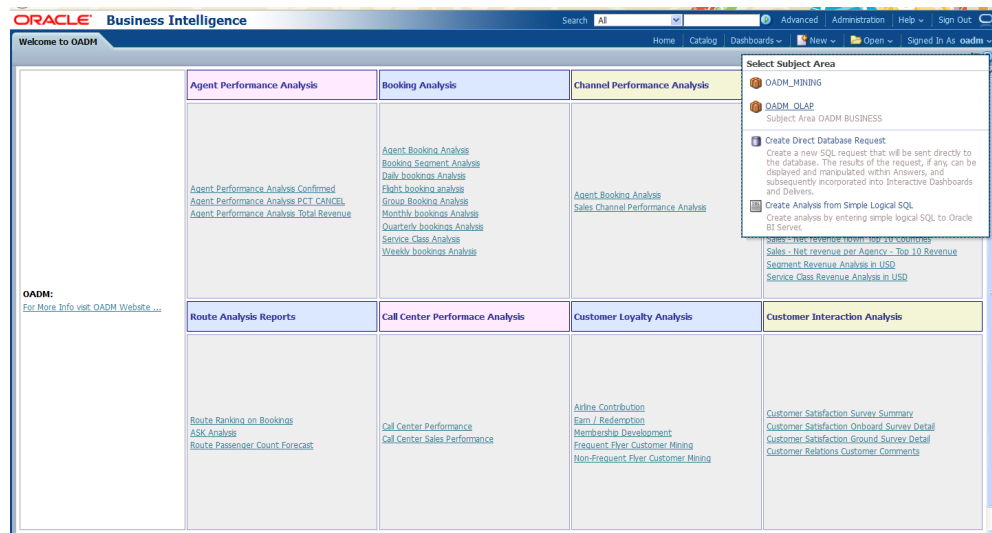 ORACLE Business Intelligence
Search All Advanced Administration Help Sign Out
Welcome to OADM
Home Catalog Dashboards New Open Signed In As oadm
Select Subject Area
OADM_MINING
OADM_OLAP
Subject Area OADM BUSINESS
Create Direct Database Request
Create a new SQL request that will be sent directly to
the database. The results of the request, if any, can be
displayed and manipulated within Answers, and
subsequently incorporated into Interactive Dashboards
and Delivers.
Create Analysis from Simple Logical SQL
Create analysis by entering simple logical SQL to Oracle
BI Server.
OADM:
For More Info visit OADM Website ...
Agent Performance Analysis
Booking Analysis
Channel Performance Analysis
Agent Performance Analysis Confirmed
Agent Performance Analysis PCT CANCEL
Agent Performance Analysis Total Revenue
Agent Booking Analysis
Booking Segment Analysis
Daily bookings Analysis
Flight booking analysis
Group Booking Analysis
Monthly bookings Analysis
Quarterly bookings Analysis
Service Class Analysis
Weekly bookings Analysis
Agent Booking Analysis
Sales Channel Performance Analysis
Sales - Net revenue flown Top 10 Countries
Sales - Net revenue per Agency - Top 10 Revenue
Segment Revenue Analysis in USD
Service Class Revenue Analysis in USD
Route Analysis Reports
Call Center Performace Analysis
Customer Loyalty Analysis
Customer Interaction Analysis
Route Ranking on Bookings
ASK Analysis
Route Passenger Count Forecast
Call Center Performance
Call Center Sales Performance
Airline Contribution
Earn / Redemption
Membership Development
Frequent Flyer Customer Mining
Non-Frequent Flyer Customer Mining
Customer Satisfaction Survey Summary
Customer Satisfaction Onboard Survey Detail
Customer Satisfaction Ground Survey Detail
Customer Relations Customer Comments